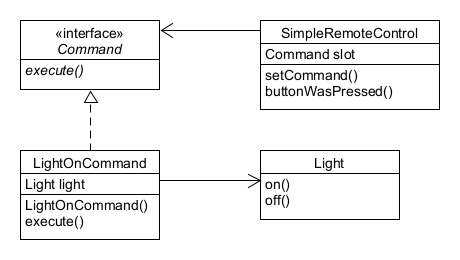 «interface»
Command
execute()
SimpleRemoteControl
Command slot
setCommand()
buttonWasPressed()
LightOnCommand
Light light
LightOnCommand()
execute()
Light
on()
off()